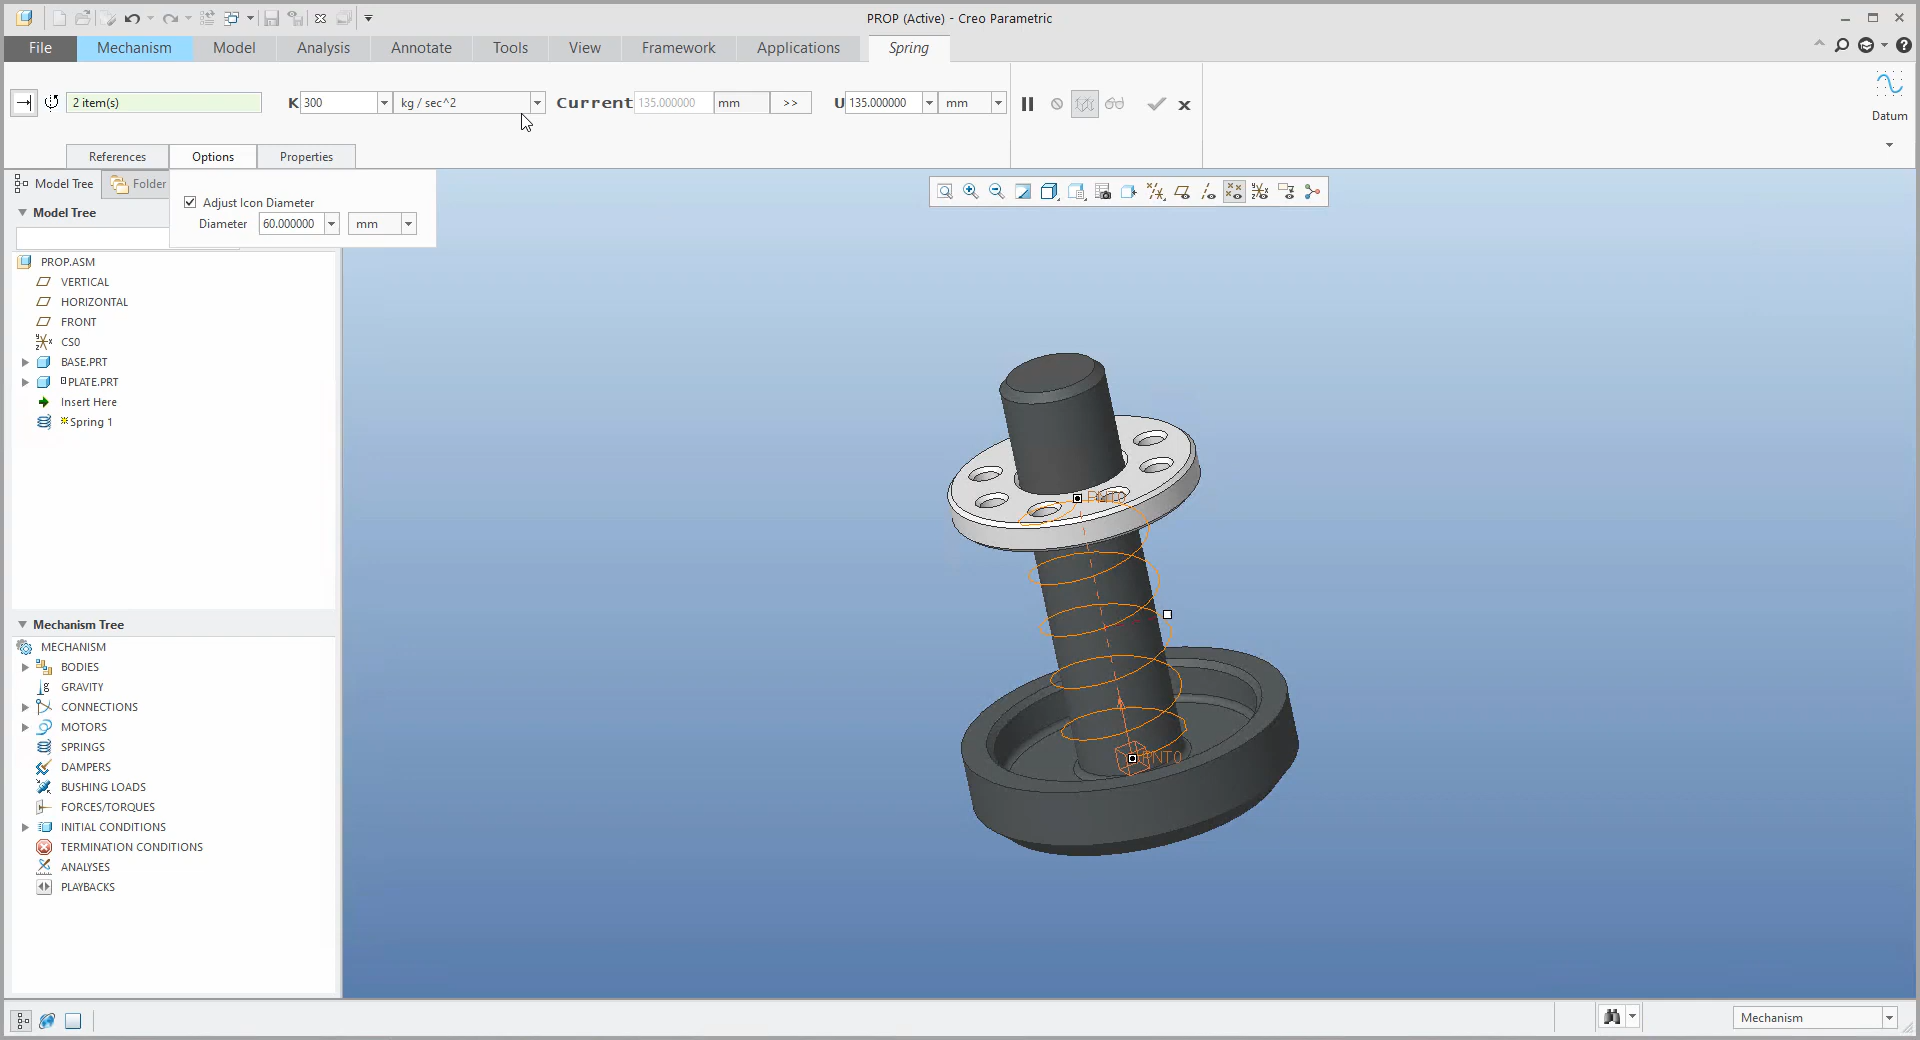 PROP (Active) - Creo Parametric
File Mechanism Model Analysis Annotate Tools View Framework Applications Spring
2 item(s) K 300 kg / sec^2 Current 135.000000 mm >> U 135.000000 mm
Datum
References Options Properties
Model Tree Folder
Adjust Icon Diameter
Diameter 60.000000 mm
Model Tree
PROP.ASM
VERTICAL
HORIZONTAL
FRONT
CS0
BASE.PRT
PLATE.PRT
Insert Here
Spring 1
PNT0
PNT0
Mechanism Tree
MECHANISM
BODIES
GRAVITY
CONNECTIONS
MOTORS
SPRINGS
DAMPERS
BUSHING LOADS
FORCES/TORQUES
INITIAL CONDITIONS
TERMINATION CONDITIONS
ANALYSES
PLAYBACKS
Mechanism